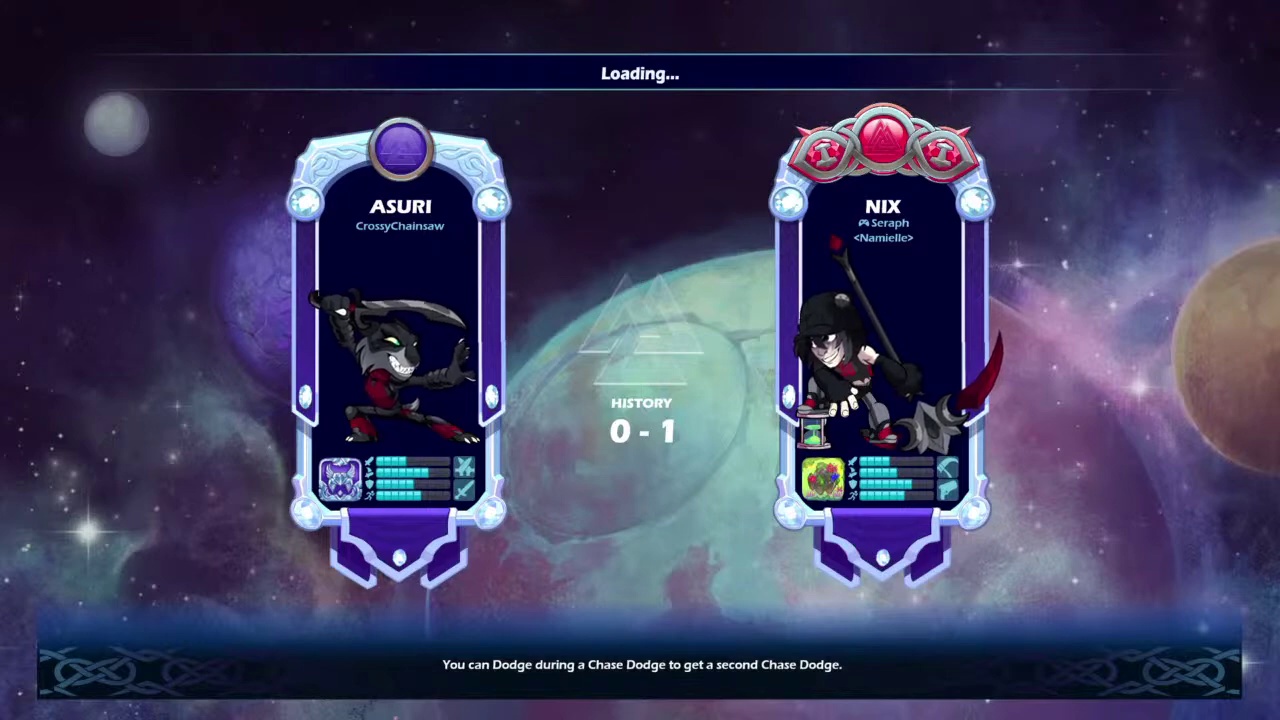 Loading...
ASURI
CrossyChainsaw
NIX
Seraph
<Namielle>
HISTORY
0 - 1
You can Dodge during a Chase Dodge to get a second Chase Dodge.